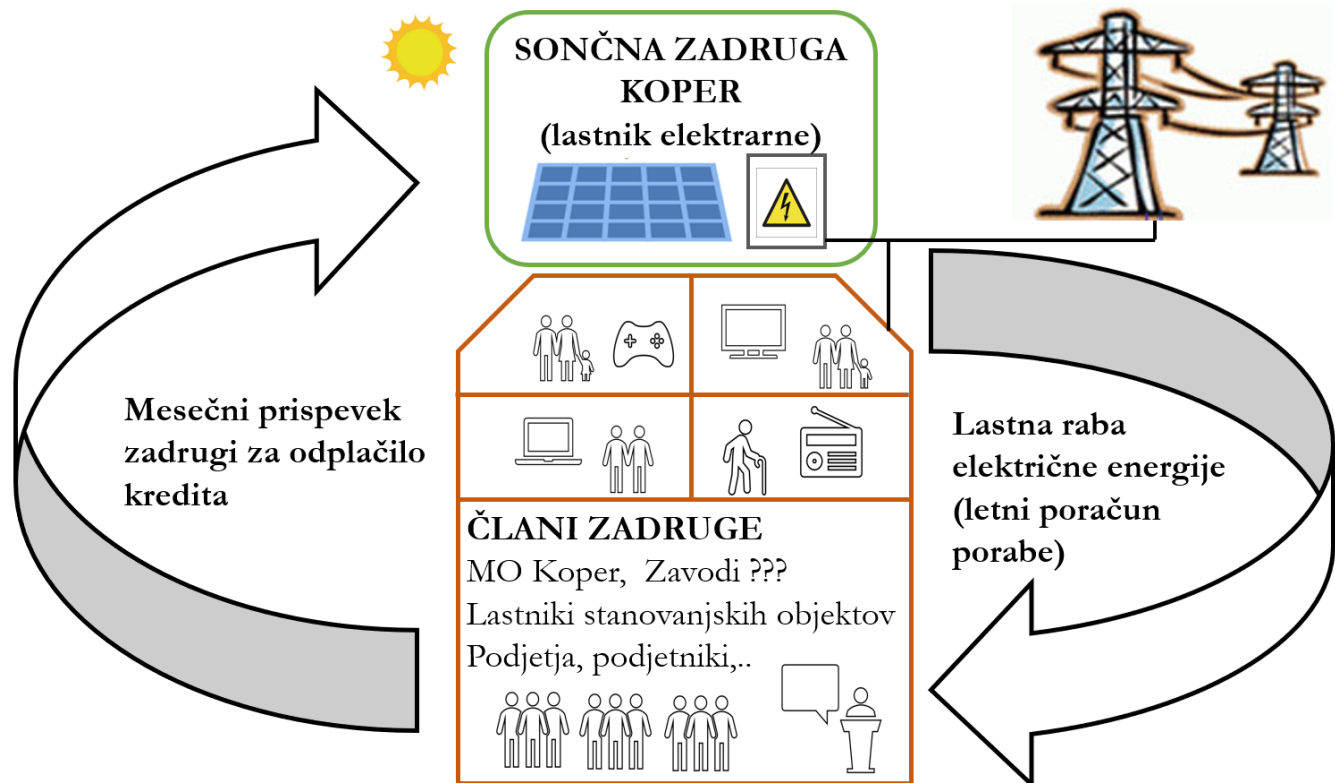 SONČNA ZADRUGA
KOPER
(lastnik elektrarne)
Mesečni prispevek
zadrugi za odplačilo
kredita
Lastna raba
električne energije
(letni poračun
porabe)
ČLANI ZADRUGE
MO Koper, Zavodi ???
Lastniki stanovanjskih objektov
Podjetja, podjetniki,..